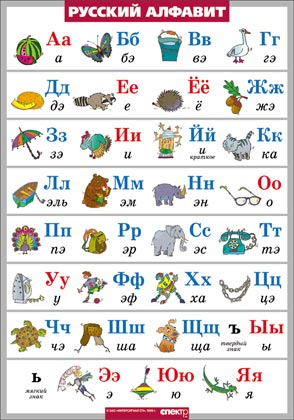 РУССКИЙ АЛФАВИТ
Аа Бб Вв Гг
а бэ вэ гэ
Дд Ее Ёё Жж
дэ е ё жэ
Зз Ии Йй Кк
зэ и и краткое ка
Лл Мм Нн Оо
эль эм эн о
Пп Рр Сс Тт
пэ эр эс тэ
Уу Фф Хх Цц
у эф ха цэ
Чч Шш Щщ ъ Ыы
чэ ша ща твердый знак ы
ь Ээ Юю Яя
мягкий знак э ю я
спектр